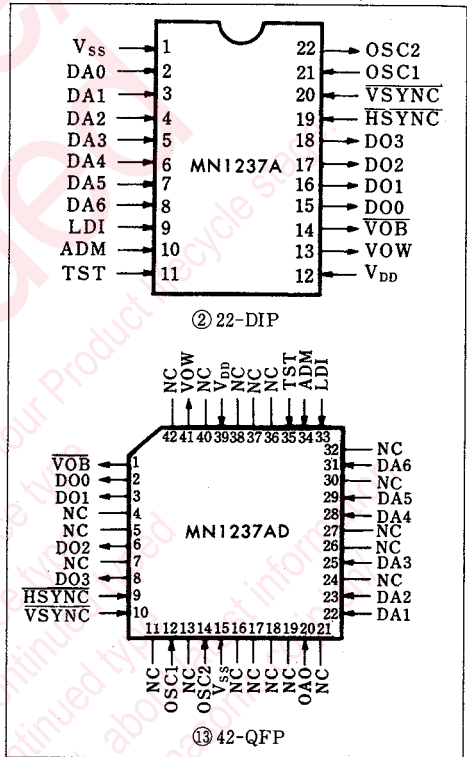 VSS 1 22 OSC2
DA0 2 21 OSC1
DA1 3 20 VSYNC
DA2 4 19 HSYNC
DA3 5 18 DO3
DA4 6 MN1237A 17 DO2
DA5 7 16 DO1
DA6 8 15 DO0
LDI 9 14 VOB
ADM 10 13 VOW
TST 11 12 VDD
② 22-DIP
NC VOW NC VDD NC NC NC TST ADM LDI
42 41 40 39 38 37 36 35 34 33
VOB 1 32 NC
DO0 2 31 DA6
DO1 3 30 NC
NC 4 29 DA5
NC 5 28 DA4
DO2 6 MN1237AD 27 NC
NC 7 26 NC
DO3 8 25 DA3
HSYNC 9 24 NC
VSYNC 10 23 DA2
22 DA1
11 12 13 14 15 16 17 18 19 20 21
NC OSC1 NC OSC2 VSS NC NC NC NC OAO NC
⑬ 42-QFP